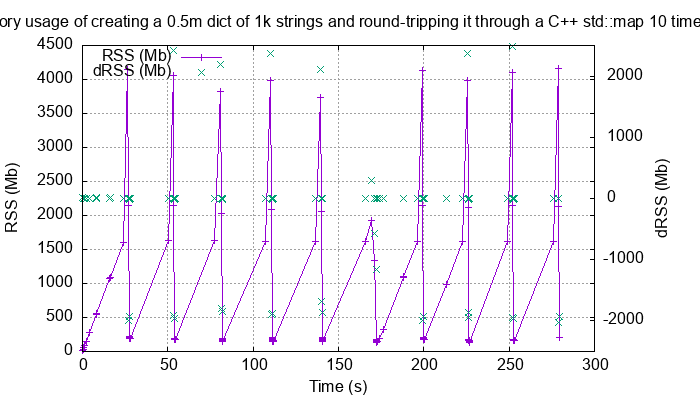 ory usage of creating a 0.5m dict of 1k strings and round-tripping it through a C++ std::map 10 time
RSS (Mb)
dRSS (Mb)
4500
4000
3500
3000
2500
2000
1500
1000
500
0
2000
1000
0
-1000
-2000
RSS (Mb)
dRSS (Mb)
0 50 100 150 200 250 300
Time (s)